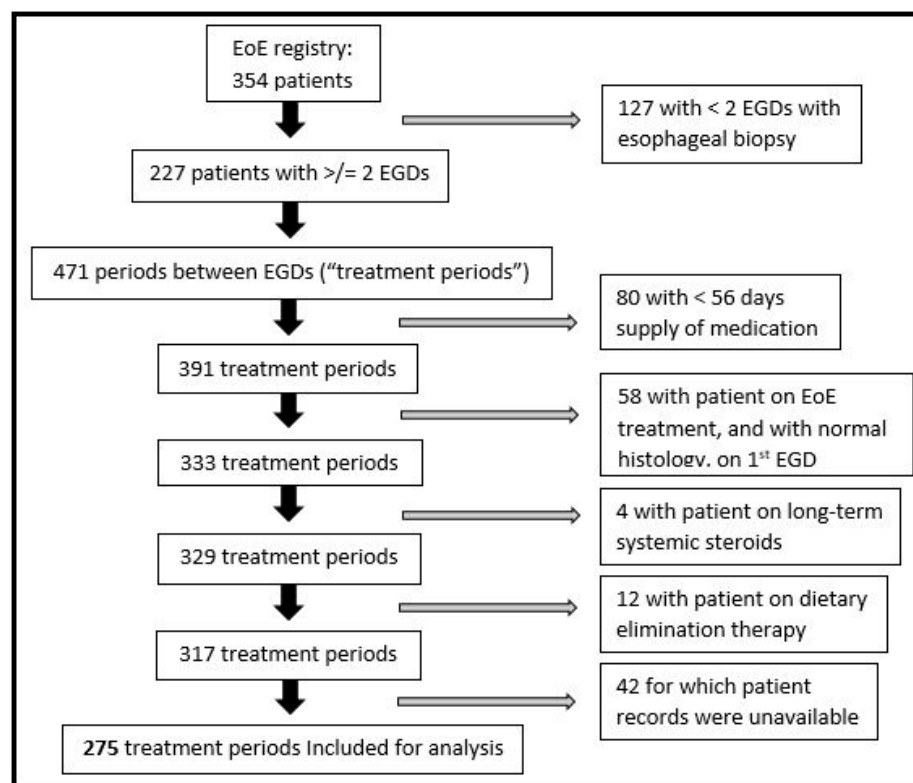 EoE registry:
354 patients
127 with < 2 EGDs with
esophageal biopsy
227 patients with >/= 2 EGDs
471 periods between EGDs (“treatment periods”)
80 with < 56 days
supply of medication
391 treatment periods
58 with patient on EoE
treatment, and with normal
histology, on 1st EGD
333 treatment periods
4 with patient on long-term
systemic steroids
329 treatment periods
12 with patient on dietary
elimination therapy
317 treatment periods
42 for which patient
records were unavailable
275 treatment periods Included for analysis